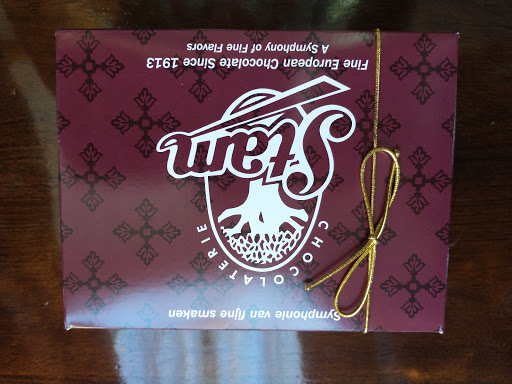 Symphonie van fijne smaken
CHOCOLATERIE
Stam
Fine European Chocolate Since 1913
A Symphony of Fine Flavors